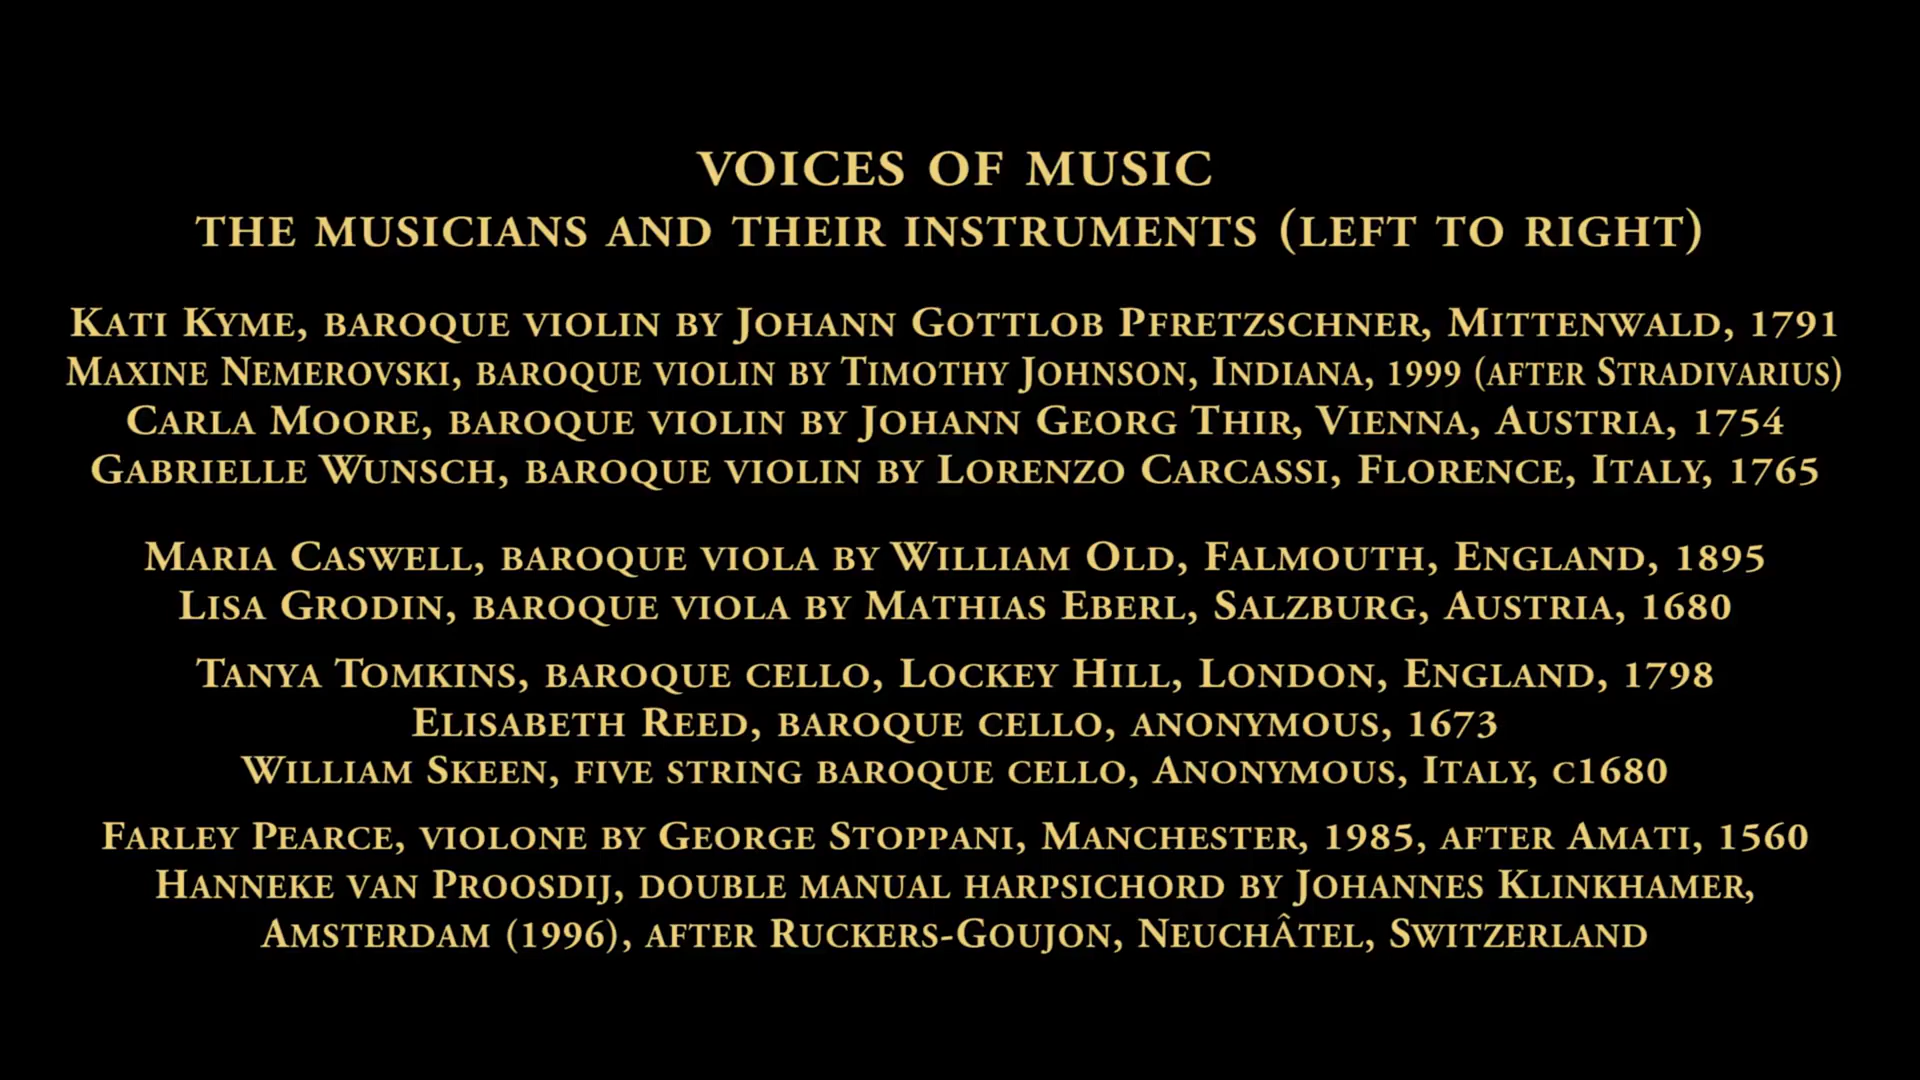 VOICES OF MUSIC
THE MUSICIANS AND THEIR INSTRUMENTS (LEFT TO RIGHT)
KATI KYME, BAROQUE VIOLIN BY JOHANN GOTTLOB PFRETZSCHNER, MITTENWALD, 1791
MAXINE NEMEROVSKI, BAROQUE VIOLIN BY TIMOTHY JOHNSON, INDIANA, 1999 (AFTER STRADIVARIUS)
CARLA MOORE, BAROQUE VIOLIN BY JOHANN GEORG THIR, VIENNA, AUSTRIA, 1754
GABRIELLE WUNSCH, BAROQUE VIOLIN BY LORENZO CARCASSI, FLORENCE, ITALY, 1765
MARIA CASWELL, BAROQUE VIOLA BY WILLIAM OLD, FALMOUTH, ENGLAND, 1895
LISA GRODIN, BAROQUE VIOLA BY MATHIAS EBERL, SALZBURG, AUSTRIA, 1680
TANYA TOMKINS, BAROQUE CELLO, LOCKEY HILL, LONDON, ENGLAND, 1798
ELISABETH REED, BAROQUE CELLO, ANONYMOUS, 1673
WILLIAM SKEEN, FIVE STRING BAROQUE CELLO, ANONYMOUS, ITALY, C1680
FARLEY PEARCE, VIOLONE BY GEORGE STOPPANI, MANCHESTER, 1985, AFTER AMATI, 1560
HANNEKE VAN PROOSDIJ, DOUBLE MANUAL HARPSICHORD BY JOHANNES KLINKHAMER,
AMSTERDAM (1996), AFTER RUCKERS-GOUJON, NEUCHÂTEL, SWITZERLAND